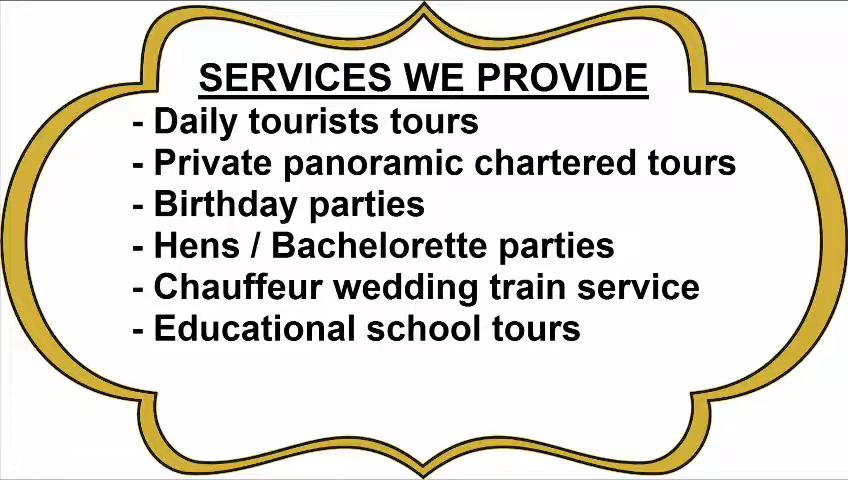 SERVICES WE PROVIDE
- Daily tourists tours
- Private panoramic chartered tours
- Birthday parties
- Hens / Bachelorette parties
- Chauffeur wedding train service
- Educational school tours